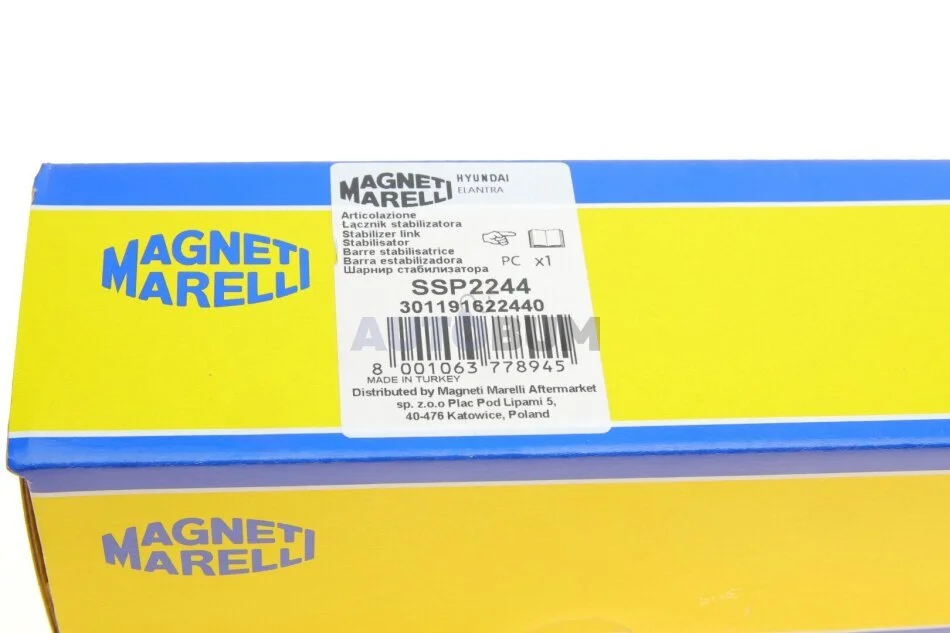 MAGNETI
MARELLI
HYUNDAI
ELANTRA
Articolazione
Łącznik stabilizatora
Stabilizer link
Stabilisator
Barre stabilisatrice
Barra estabilizadora
Шарнир стабилизатора
PC x1
SSP2244
301191622440
AUTOBUM
8 001063 778945
MADE IN TURKEY
Distributed by Magneti Marelli Aftermarket
sp. z.o.o Plac Pod Lipami 5,
40-476 Katowice, Poland
MAGNETI
MARELLI
MAGNETI
MARELLI